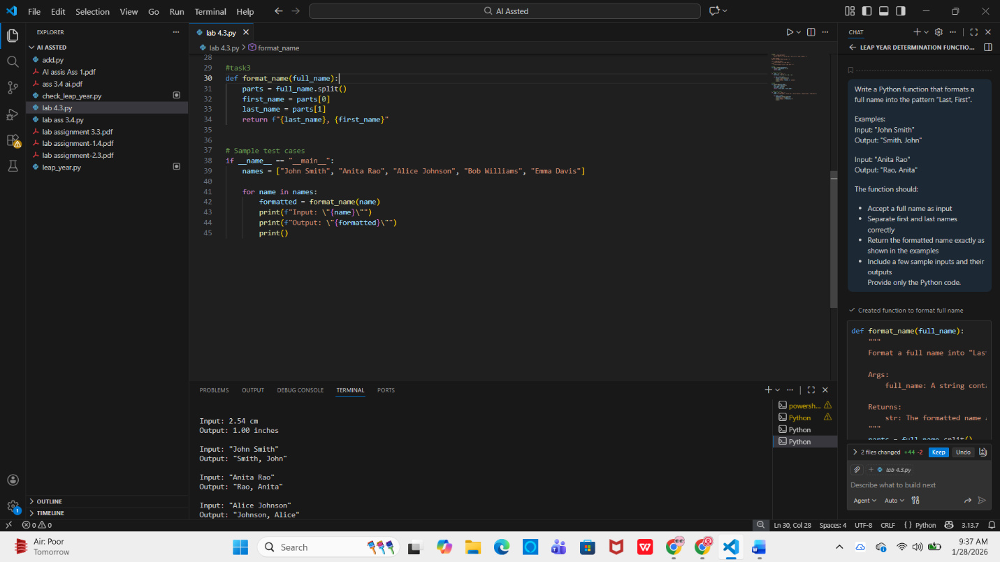 File Edit Selection View Go Run Terminal Help
AI Assted
EXPLORER
AI ASSTED
add.py
AI assis Ass 1.pdf
ass 3.4 ai.pdf
check_leap_year.py
lab 4.3.py
lab ass 3.4.py
lab assignment 3.3.pdf
lab assignment-1.4.pdf
lab assignment-2.3.pdf
leap_year.py
OUTLINE
TIMELINE
lab 4.3.py
lab 4.3.py > format_name
28
29 #task3
30 def format_name(full_name):
31     parts = full_name.split()
32     first_name = parts[0]
33     last_name = parts[1]
34     return f"{last_name}, {first_name}"
35
36
37 # Sample test cases
38 if __name__ == "__main__":
39     names = ["John Smith", "Anita Rao", "Alice Johnson", "Bob Williams", "Emma Davis"]
40
41     for name in names:
42         formatted = format_name(name)
43         print(f"Input: \"{name}\"")
44         print(f"Output: \"{formatted}\"")
45         print()
PROBLEMS OUTPUT DEBUG CONSOLE TERMINAL PORTS
Input: 2.54 cm
Output: 1.00 inches
Input: "John Smith"
Output: "Smith, John"
Input: "Anita Rao"
Output: "Rao, Anita"
Input: "Alice Johnson"
Output: "Johnson, Alice"
powersh...
Python
Python
Python
CHAT
LEAP YEAR DETERMINATION FUNCTIO...
Write a Python function that formats a
full name into the pattern "Last, First".
Examples:
Input: "John Smith"
Output: "Smith, John"
Input: "Anita Rao"
Output: "Rao, Anita"
The function should:
• Accept a full name as input
• Separate first and last names
correctly
• Return the formatted name exactly as
shown in the examples
• Include a few sample inputs and their
outputs
Provide only the Python code.
Created function to format full name
def format_name(full_name):
"""
Format a full name into "Las
Args:
full_name: A string conta
Returns:
str: The formatted name
"""
parts = full_name.split()
2 files changed +44 -2 Keep Undo
lab 4.3.py
Describe what to build next
Agent Auto
0 0 Ln 30, Col 28 Spaces: 4 UTF-8 CRLF { } Python 3.13.7
1
Air: Poor
Tomorrow
Search
9:37 AM
1/28/2026